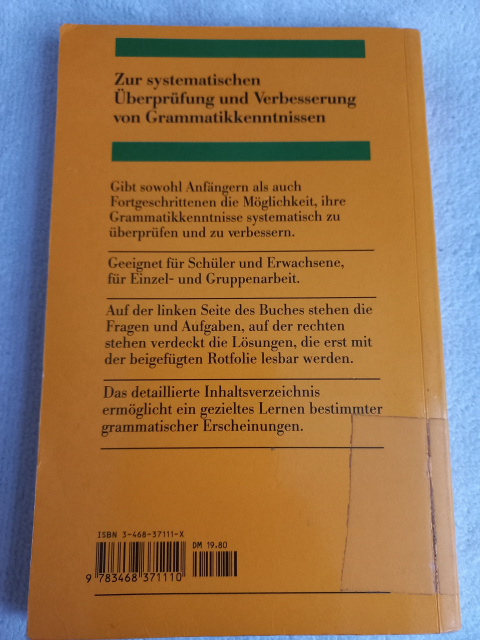 Zur systematischen
Überprüfung und Verbesserung
von Grammatikkenntnissen
Gibt sowohl Anfängern als auch
Fortgeschrittenen die Möglichkeit, ihre
Grammatikkenntnisse systematisch zu
überprüfen und zu verbessern.
Geeignet für Schüler und Erwachsene,
für Einzel- und Gruppenarbeit.
Auf der linken Seite des Buches stehen die
Fragen und Aufgaben, auf der rechten
stehen verdeckt die Lösungen, die erst mit
der beigefügten Rotfolie lesbar werden.
Das detaillierte Inhaltsverzeichnis
ermöglicht ein gezieltes Lernen bestimmter
grammatischer Erscheinungen.
ISBN 3-468-37111-X
DM 19.80
9 783468 371110